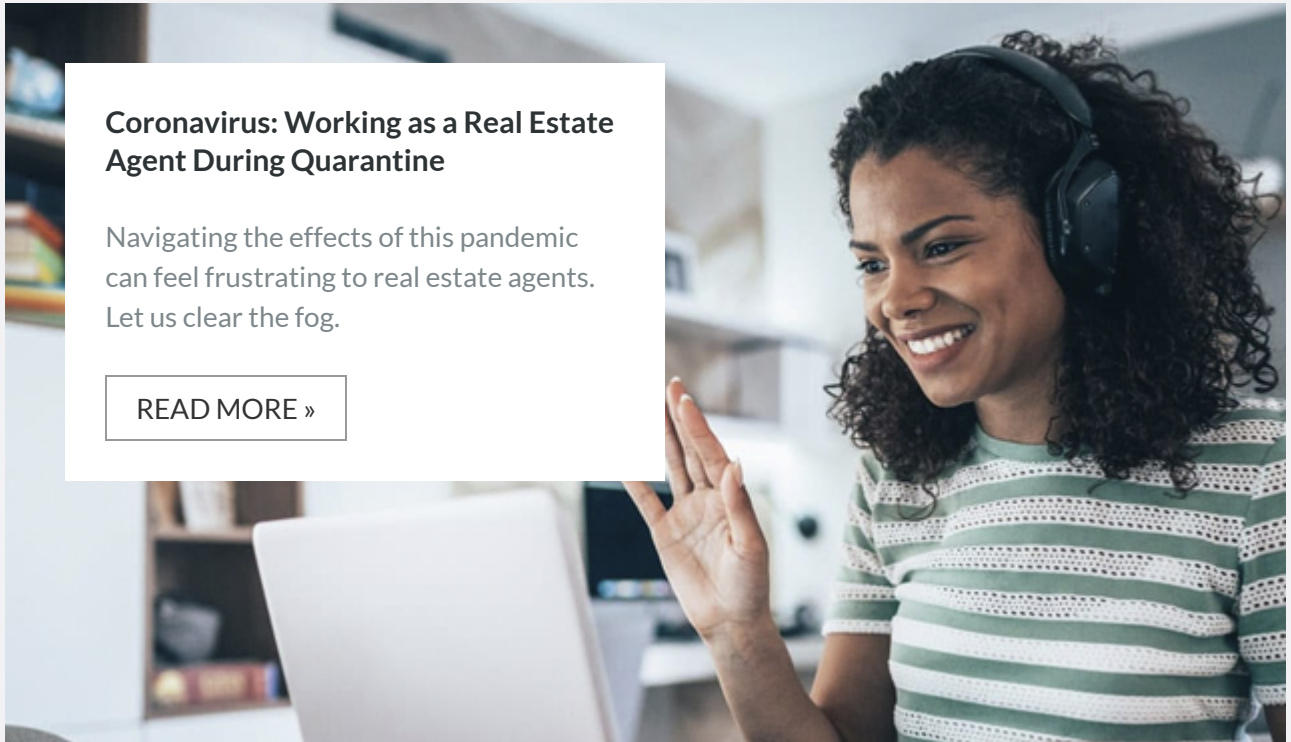 Coronavirus: Working as a Real Estate
Agent During Quarantine
Navigating the effects of this pandemic
can feel frustrating to real estate agents.
Let us clear the fog.
READ MORE »